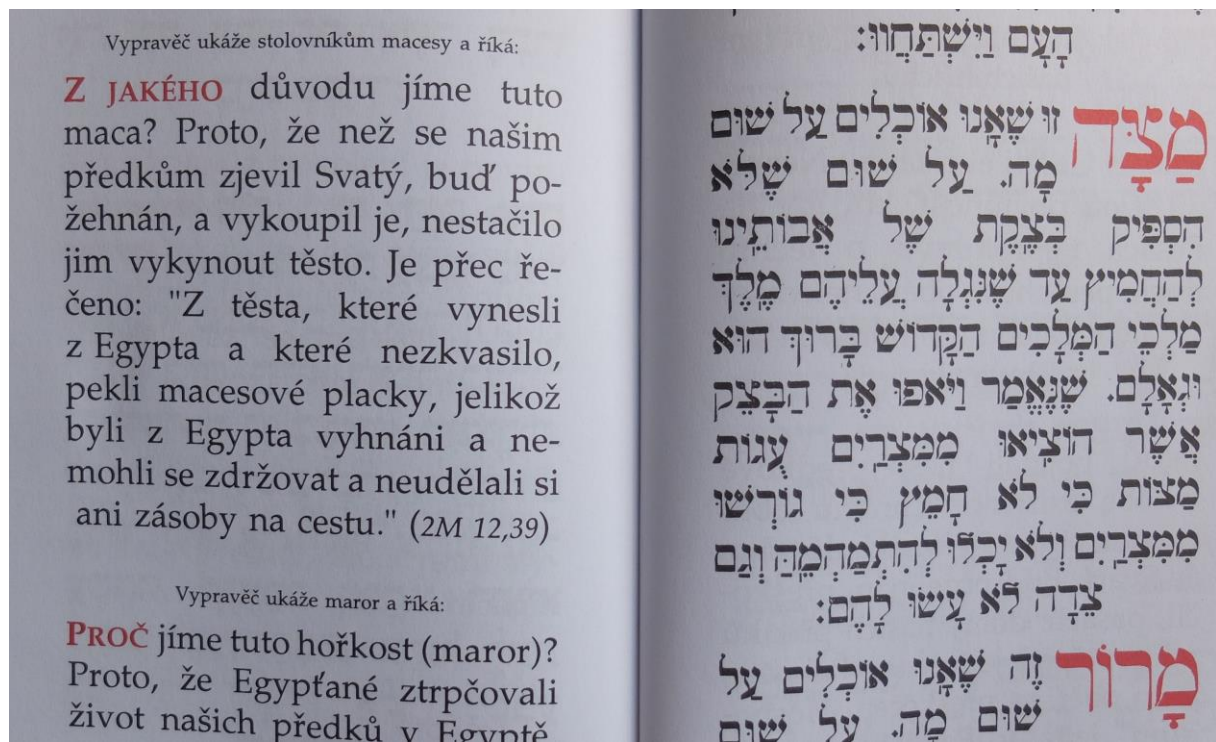 Vypravěč ukáže stolovníkům macesy a říká:
Z JAKÉHO důvodu jíme tuto
maca? Proto, že než se našim
předkům zjevil Svatý, buď po-
žehnán, a vykoupil je, nestačilo
jim vykynout těsto. Je přec ře-
čeno: "Z těsta, které vynesli
z Egypta a které nezkvasilo,
pekli macesové placky, jelikož
byli z Egypta vyhnáni a ne-
mohli se zdržovat a neudělali si
ani zásoby na cestu." (2M 12,39)
Vypravěč ukáže maror a říká:
PROČ jíme tuto hořkost (maror)?
Proto, že Egypťané ztrpčovali
život našich předků v Egyptě
הָעָם וַיִּשְׁתַּחֲווּ:
מַצָּה זוּ שֶׁאָנוּ אוֹכְלִים עַל שׁוּם
מָה. עַל שׁוּם שֶׁלֹּא
הִסְפִּיק בְּצֵקֶת שֶׁל אֲבוֹתֵינוּ
לְהַחֲמִיץ עַד שֶׁנִּגְלָה עֲלֵיהֶם מֶלֶךְ
מַלְכֵי הַמְּלָכִים הַקָּדוֹשׁ בָּרוּךְ הוּא
וּגְאָלָם. שֶׁנֶּאֱמַר וַיֹּאפוּ אֶת הַבָּצֵק
אֲשֶׁר הוֹצִיאוּ מִמִּצְרַיִם עֻגוֹת
מַצּוֹת כִּי לֹא חָמֵץ כִּי גוֹרְשׁוּ
מִמִּצְרַיִם וְלֹא יָכְלוּ לְהִתְמַהְמֵהַּ וְגַם
צֵדָה לֹא עָשׂוּ לָהֶם:
מָרוֹר זֶה שֶׁאָנוּ אוֹכְלִים עַל
שׁוּם מָה. עַל שׁוּם